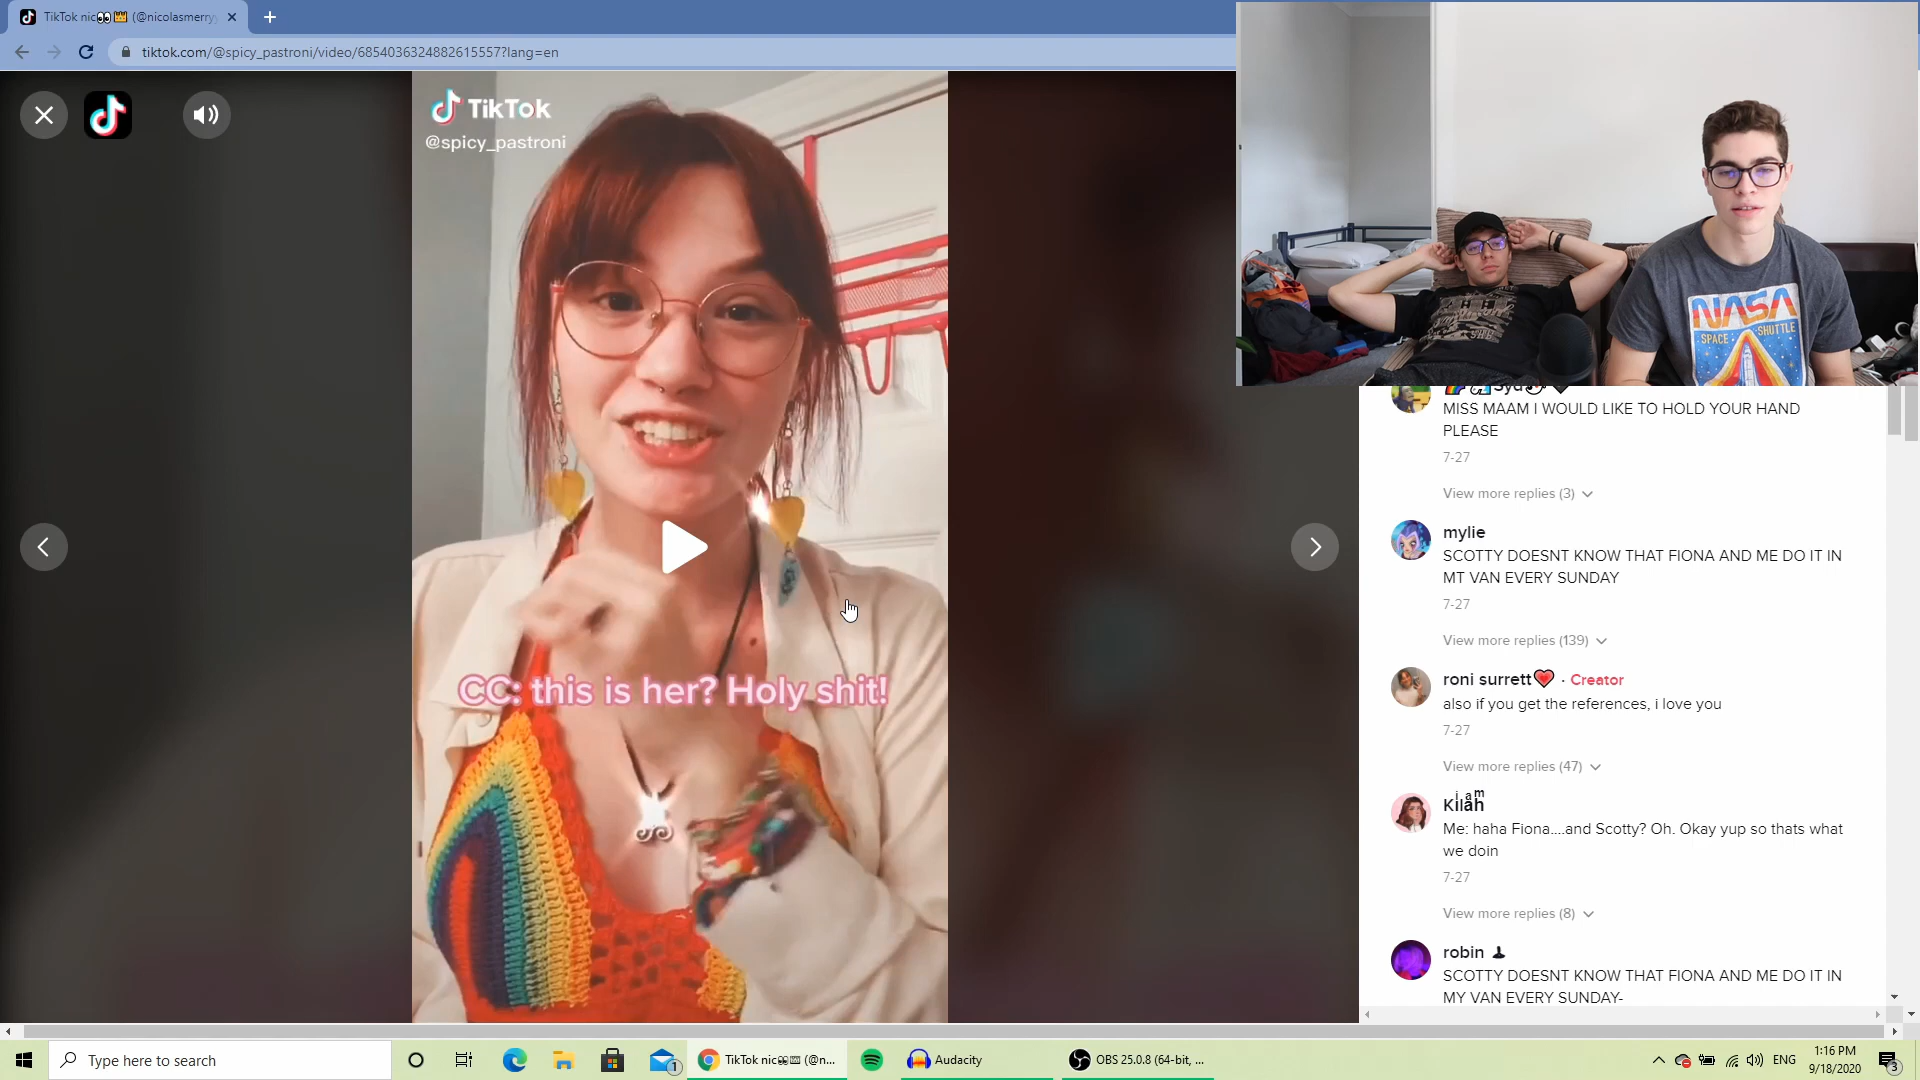 TikTok nic👀👑 (@nicolasmerry
tiktok.com/@spicy_pastroni/video/6854036324882615557?lang=en
TikTok
@spicy_pastroni
CC: this is her? Holy shit!
NASA
SPACE SHUTTLE
MISS MAAM I WOULD LIKE TO HOLD YOUR HAND
PLEASE
7-27
View more replies (3)
mylie
SCOTTY DOESNT KNOW THAT FIONA AND ME DO IT IN
MT VAN EVERY SUNDAY
7-27
View more replies (139)
roni surrett❤️ · Creator
also if you get the references, i love you
7-27
View more replies (47)
Kilah
Me: haha Fiona....and Scotty? Oh. Okay yup so thats what
we doin
7-27
View more replies (8)
robin
SCOTTY DOESNT KNOW THAT FIONA AND ME DO IT IN
MY VAN EVERY SUNDAY-
Type here to search
1
TikTok nic👀👑 (@n...
Audacity
OBS 25.0.8 (64-bit, ...
ENG
1:16 PM
9/18/2020
3